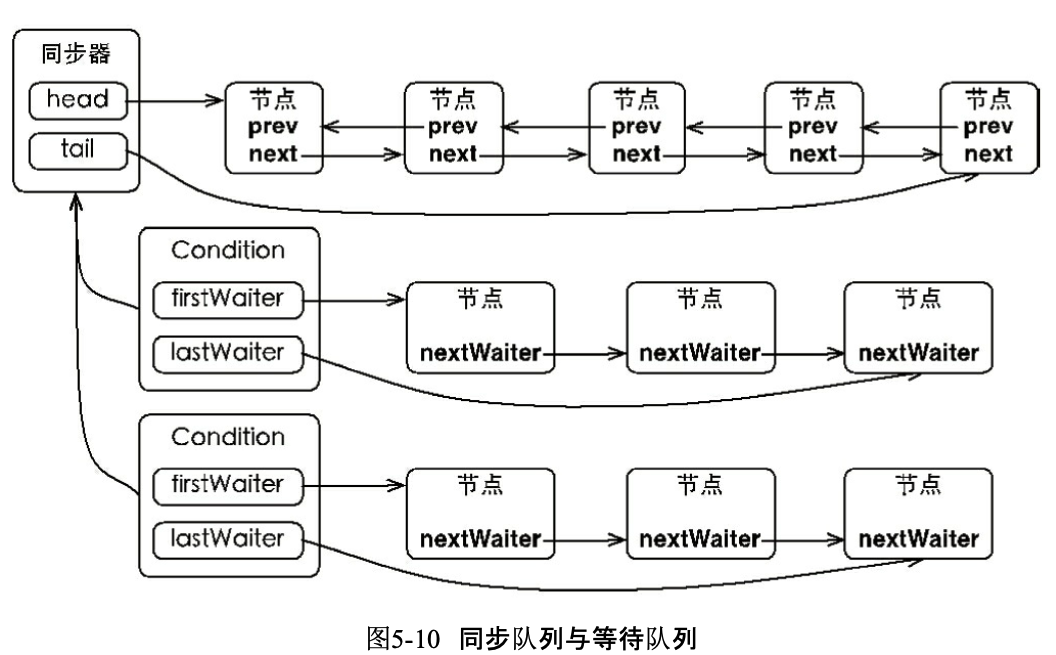 同步器
head
tail
节点
prev
next
节点
prev
next
节点
prev
next
节点
prev
next
节点
prev
next
Condition
firstWaiter
lastWaiter
节点
nextWaiter
节点
nextWaiter
节点
nextWaiter
Condition
firstWaiter
lastWaiter
节点
nextWaiter
节点
nextWaiter
节点
nextWaiter
图5-10 同步队列与等待队列